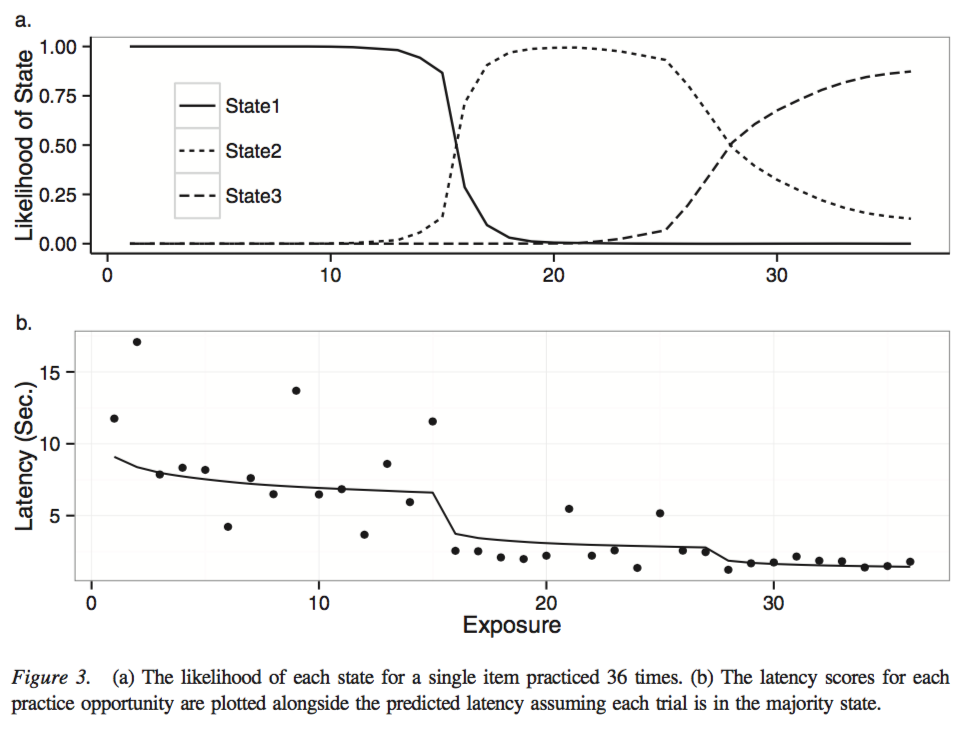 a.
Likelihood of State
1.00
0.75
0.50
0.25
0.00
State1
State2
State3
0 10 20 30
b.
Latency (Sec.)
15
10
5
0 10 20 30
Exposure
Figure 3. (a) The likelihood of each state for a single item practiced 36 times. (b) The latency scores for each
practice opportunity are plotted alongside the predicted latency assuming each trial is in the majority state.